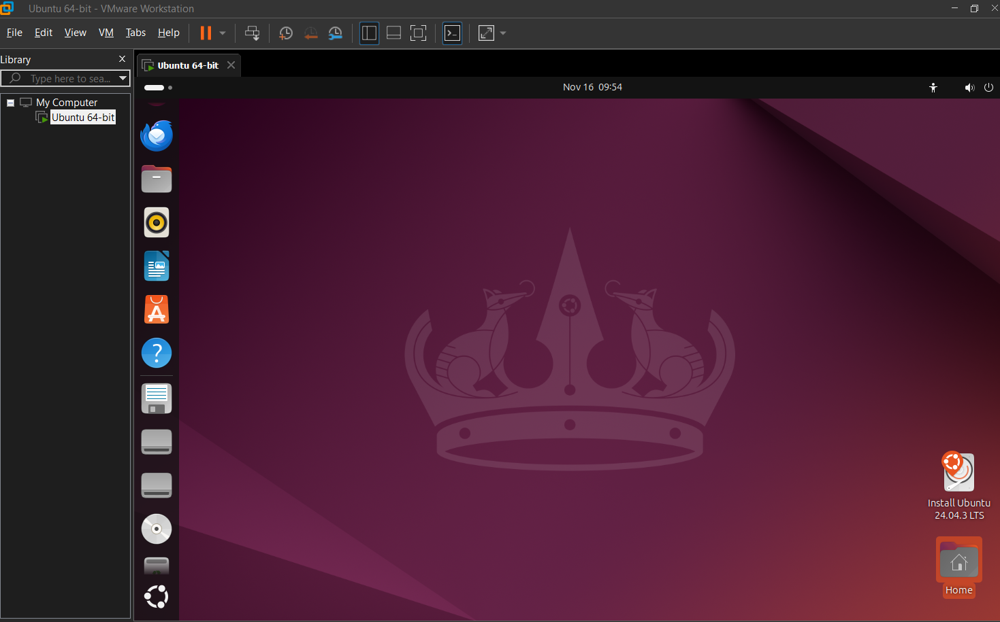 Ubuntu 64-bit - VMware Workstation
File Edit View VM Tabs Help
Library
Ubuntu 64-bit
Type here to sea...
Nov 16 09:54
My Computer
Ubuntu 64-bit
Install Ubuntu
24.04.3 LTS
Home